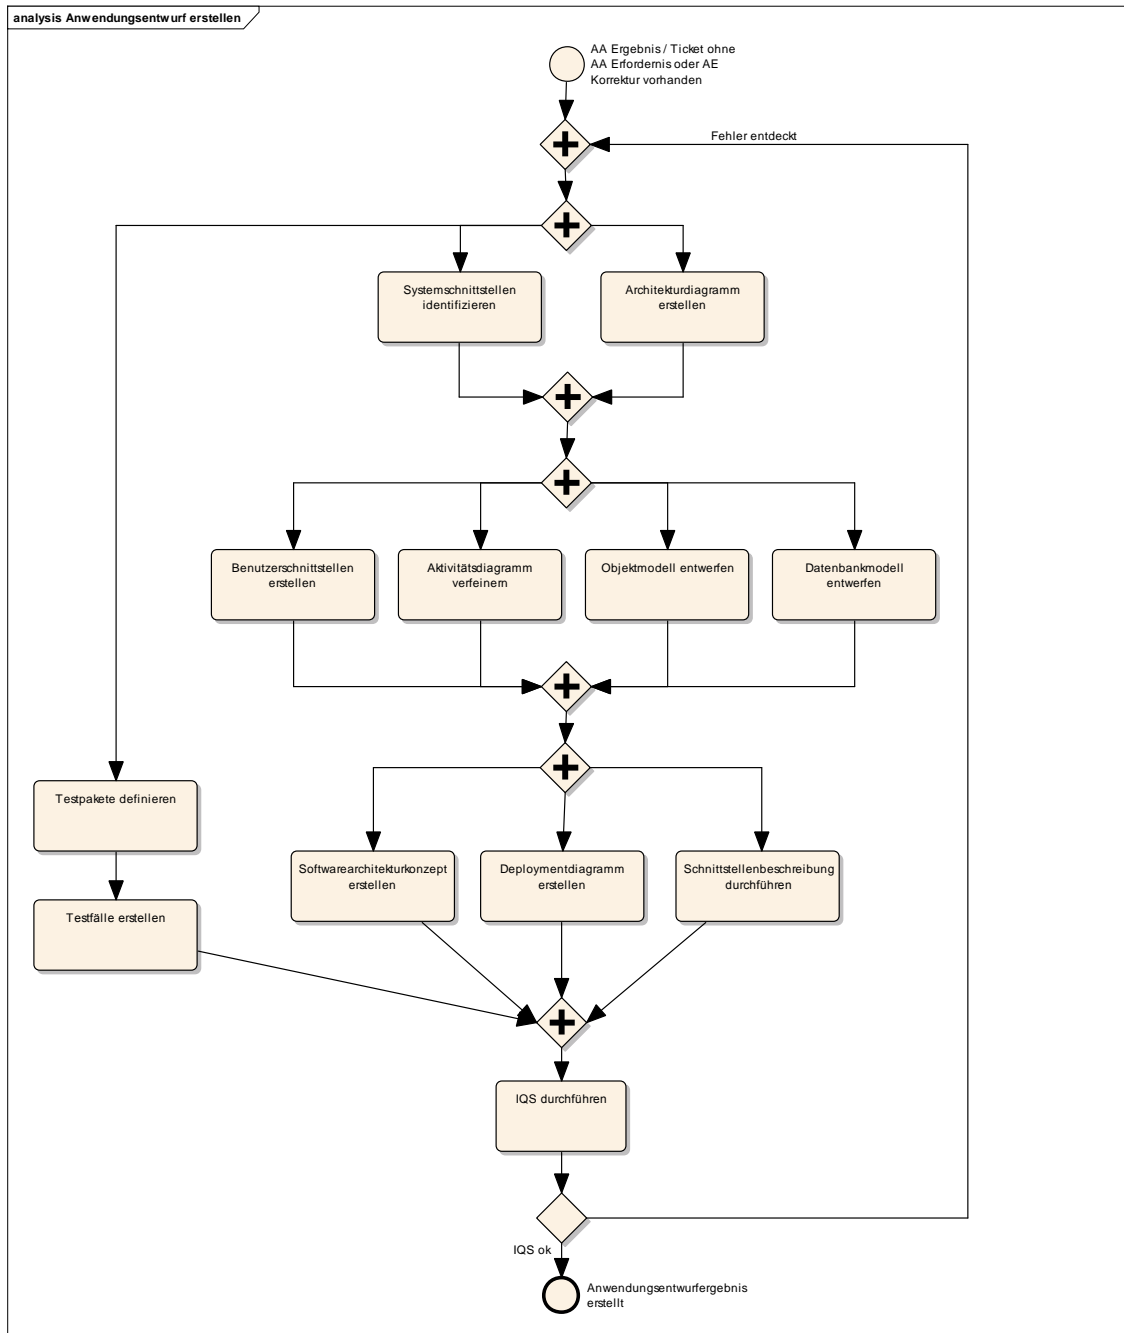 analysis Anwendungsentwurf erstellen
AA Ergebnis / Ticket ohne
AA Erfordernis oder AE
Korrektur vorhanden
Fehler entdeckt
Systemschnittstellen
identifizieren
Architekturdiagramm
erstellen
Benutzerschnittstellen
erstellen
Aktivitätsdiagramm
verfeinern
Objektmodell entwerfen
Datenbankmodell
entwerfen
Testpakete definieren
Softwarearchitekturkonzept
erstellen
Deploymentdiagramm
erstellen
Schnittstellenbeschreibung
durchführen
Testfälle erstellen
IQS durchführen
IQS ok
Anwendungsentwurfergebnis
erstellt